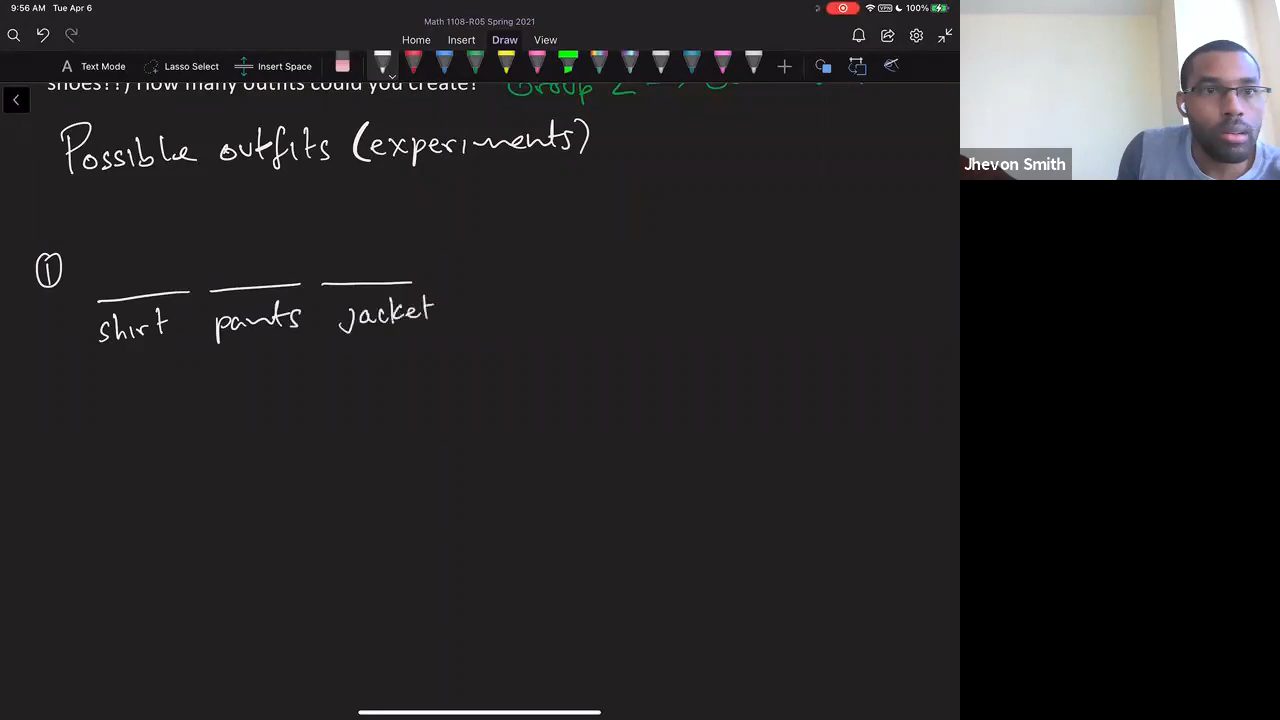 9:56 AM Tue Apr 6
100%
Math 1108-R05 Spring 2021
Home Insert Draw View
Text Mode Lasso Select Insert Space
shoes??) How many outfits could you create? Group 2
Possible outfits (experiments)
①
shirt pants jacket
Jhevon Smith